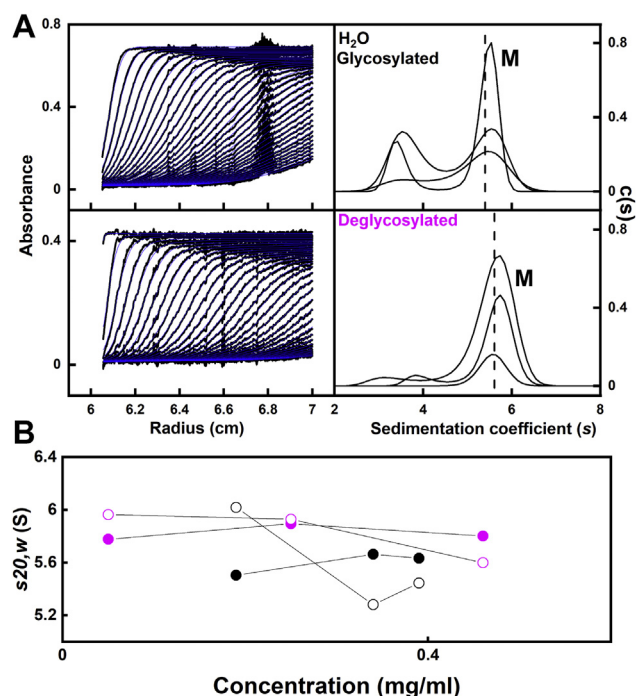 A
H₂O
Glycosylated
M
0.8
0.4
0
c(s)
0.8
0.4
0
Absorbance
0.8
0.4
0
0.4
0
Deglycosylated
M
6
6.2
6.4
6.6
6.8
7
2
4
6
8
Radius (cm)
Sedimentation coefficient (s)
B
6.4
6
5.6
5.2
s20,w (S)
0
0.4
Concentration (mg/ml)